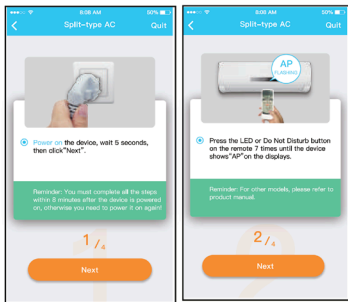 9:08 AM
50%
Split-type AC
Quit
Power on the device, wait 5 seconds,
then click"Next".
Reminder: You must complete all the steps
within 8 minutes after the device is powered
on, otherwise you need to power it on again!
1/4
Next
9:08 AM
50%
Split-type AC
Quit
AP
FLASHING
Press the LED or Do Not Disturb button
on the remote 7 times until the device
shows"AP"on the displays.
Reminder: For other models, please refer to
product manual.
2/4
Next